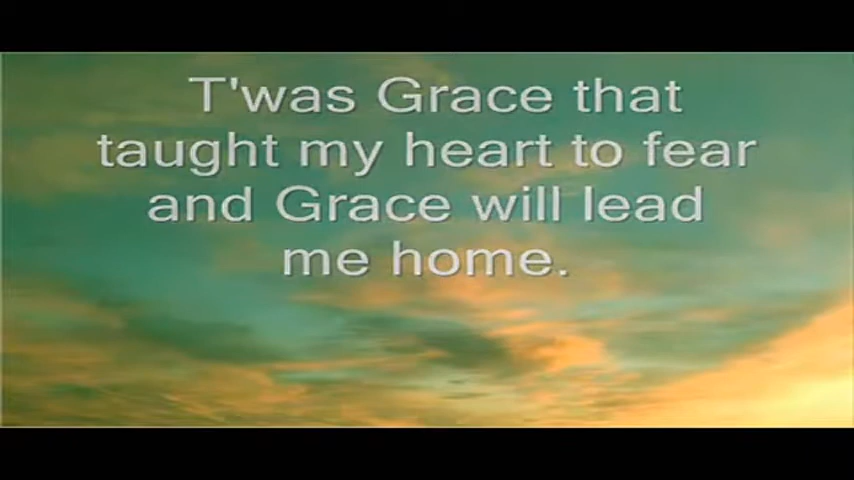 T'was Grace that
taught my heart to fear
and Grace will lead
me home.